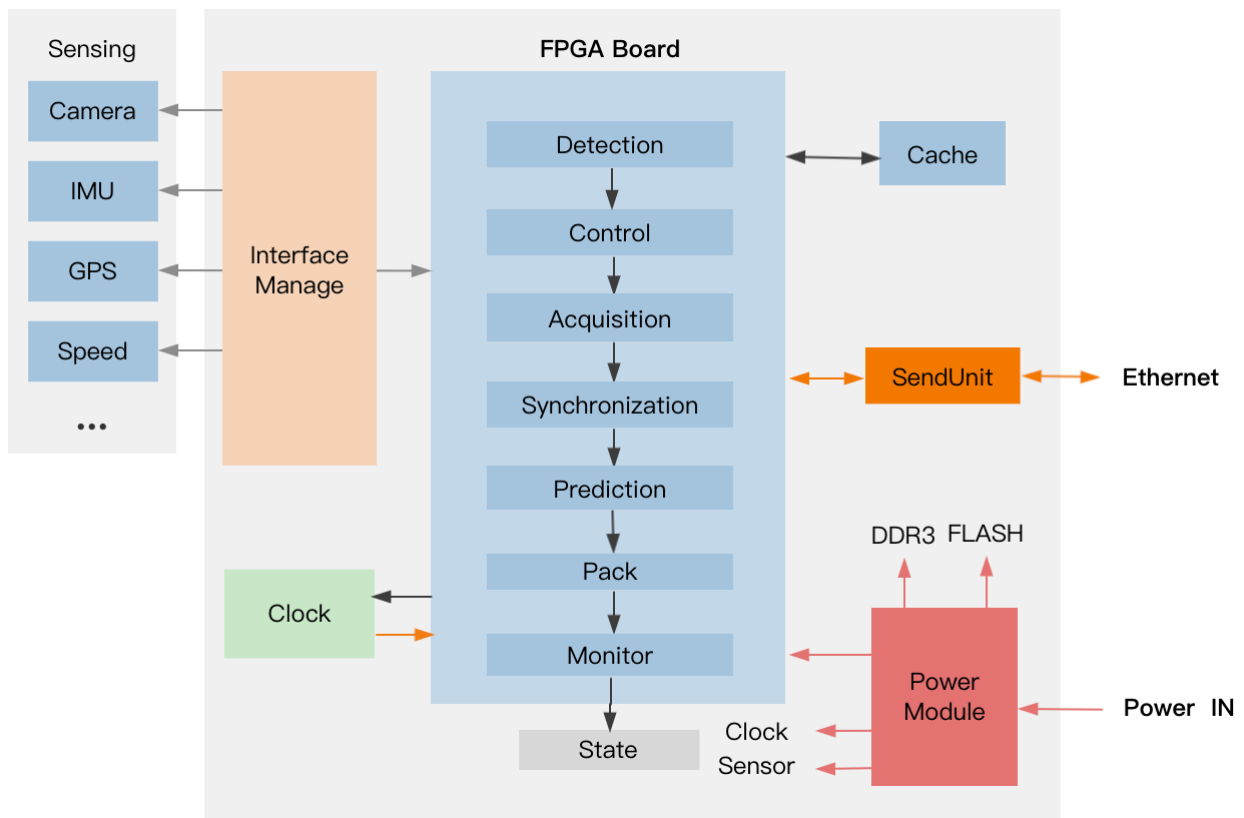 Sensing
Camera
IMU
GPS
Speed
...
FPGA Board
Interface
Manage
Detection
Control
Acquisition
Synchronization
Prediction
Pack
Monitor
State
Cache
SendUnit
Ethernet
Clock
DDR3
FLASH
Power
Module
Power IN
Clock
Sensor